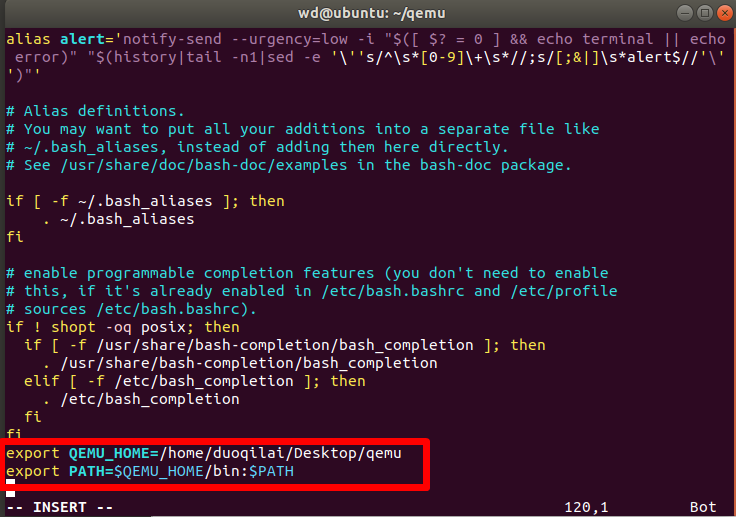 wd@ubuntu: ~/qemu
alias alert='notify-send --urgency=low -i "$([ $? = 0 ] && echo terminal || echo
 error)" "$(history|tail -n1|sed -e '\''s/^\s*[0-9]\+\s*//;s/[;&|]\s*alert$//'\'
')"'

# Alias definitions.
# You may want to put all your additions into a separate file like
# ~/.bash_aliases, instead of adding them here directly.
# See /usr/share/doc/bash-doc/examples in the bash-doc package.

if [ -f ~/.bash_aliases ]; then
    . ~/.bash_aliases
fi

# enable programmable completion features (you don't need to enable
# this, if it's already enabled in /etc/bash.bashrc and /etc/profile
# sources /etc/bash.bashrc).
if ! shopt -oq posix; then
  if [ -f /usr/share/bash-completion/bash_completion ]; then
    . /usr/share/bash-completion/bash_completion
  elif [ -f /etc/bash_completion ]; then
    . /etc/bash_completion
  fi
fi
export QEMU_HOME=/home/duoqilai/Desktop/qemu
export PATH=$QEMU_HOME/bin:$PATH
-- INSERT -- 120,1 Bot